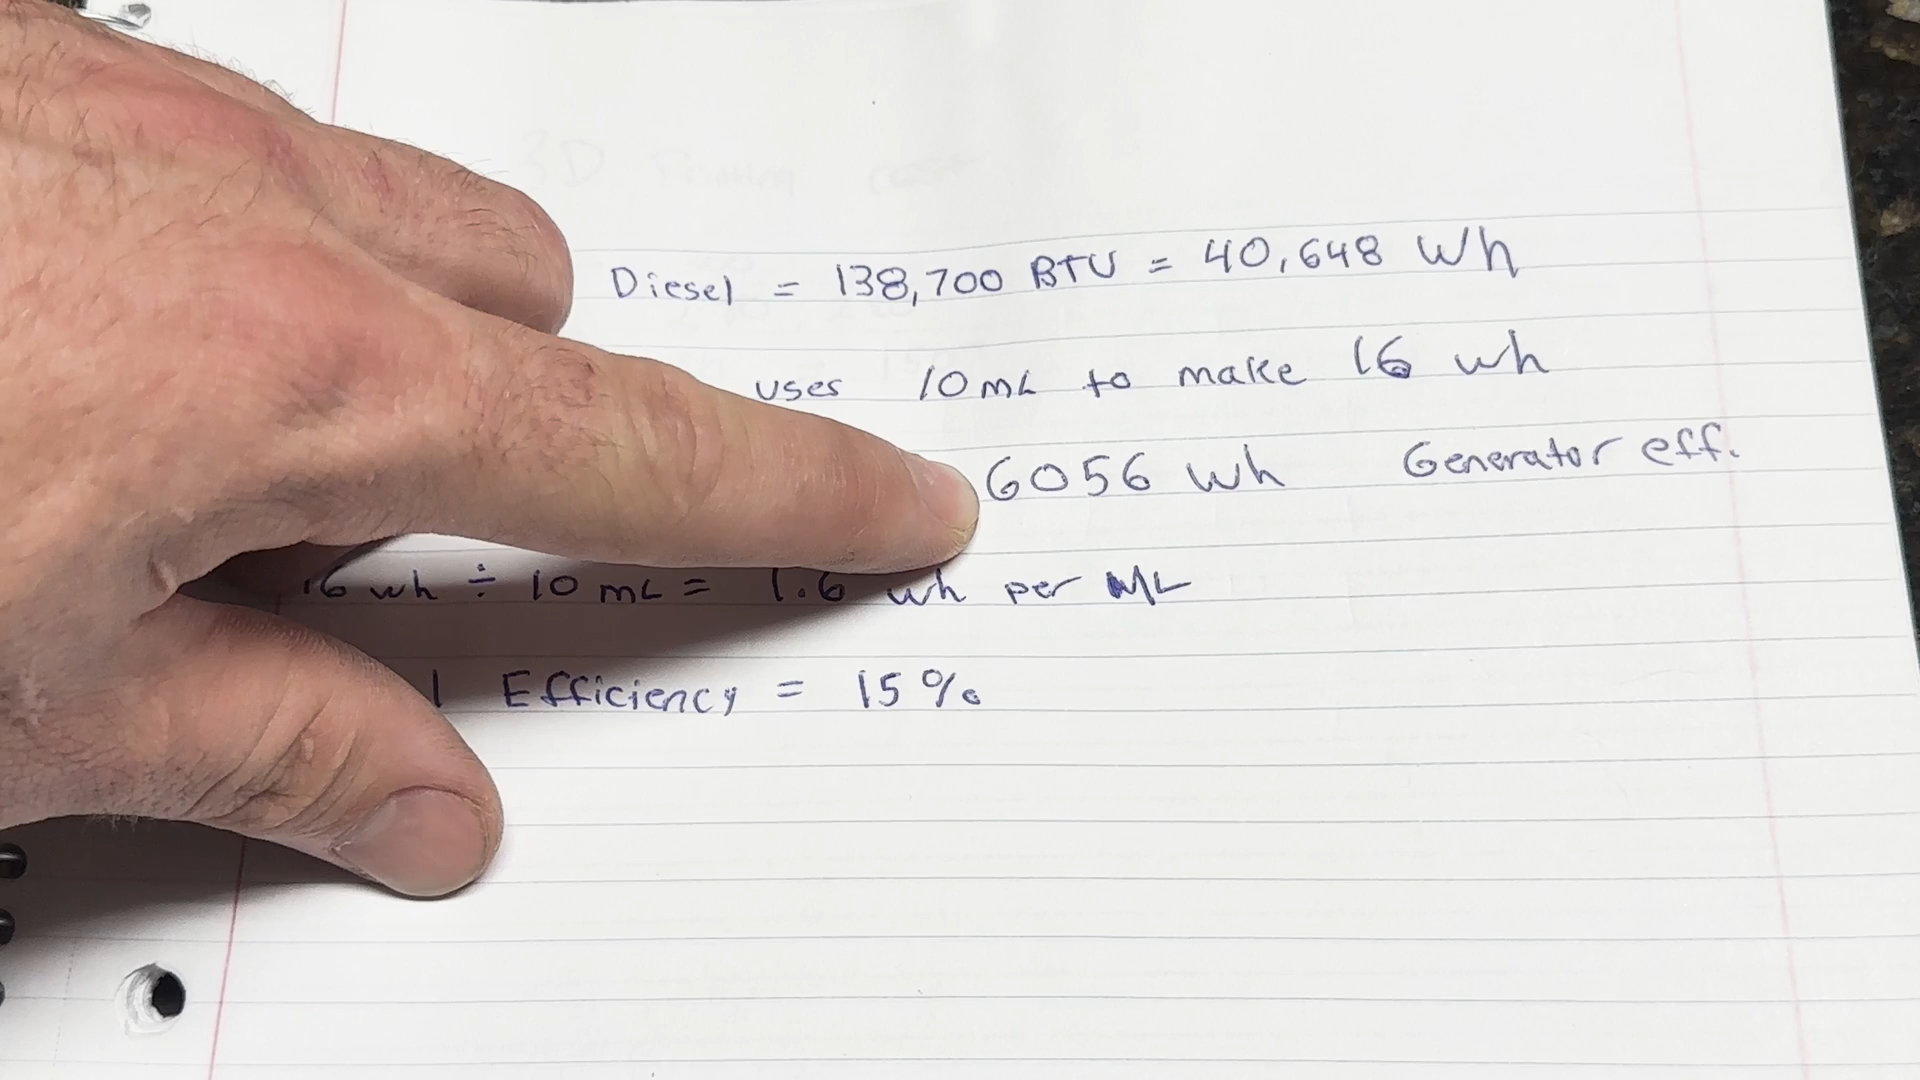 Diesel = 138,700 BTU = 40,648 Wh
uses 10 mL to make 16 wh
6056 wh Generator eff.
16 wh ÷ 10 mL = 1.6 wh per mL
Efficiency = 15%